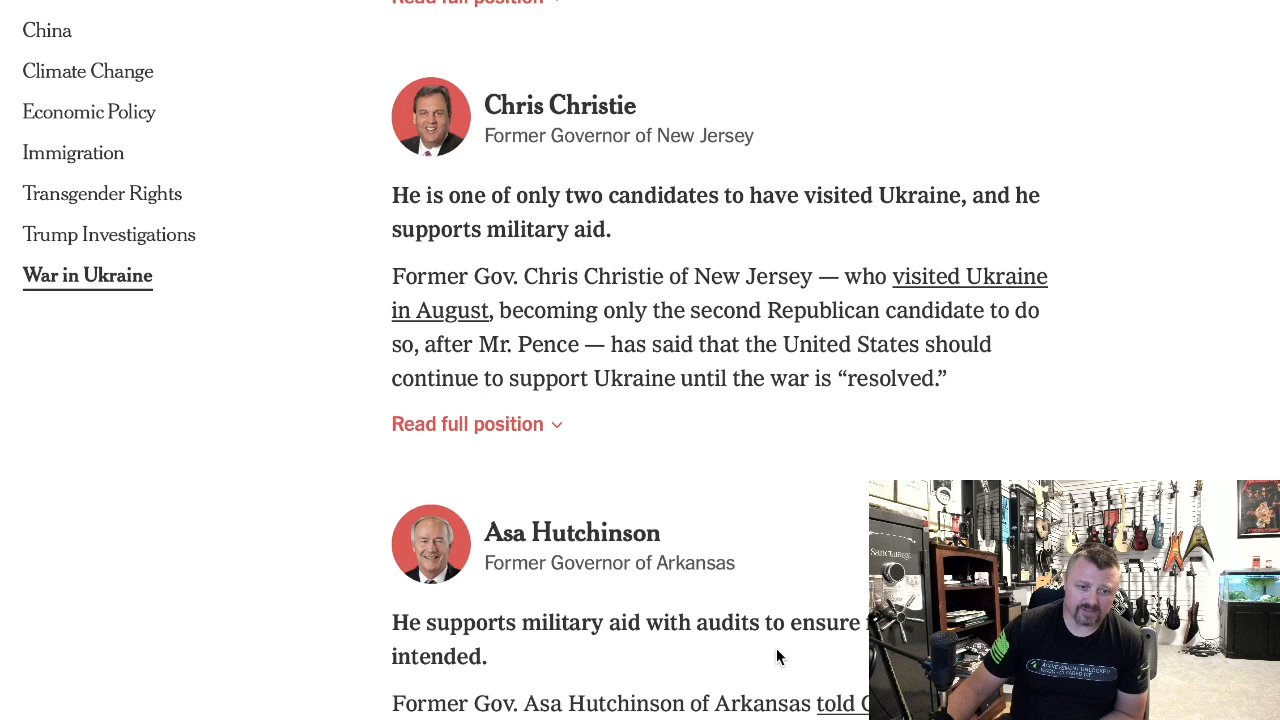 Read full position
China
Climate Change
Economic Policy
Immigration
Transgender Rights
Trump Investigations
War in Ukraine
Chris Christie
Former Governor of New Jersey
He is one of only two candidates to have visited Ukraine, and he
supports military aid.
Former Gov. Chris Christie of New Jersey — who visited Ukraine
in August, becoming only the second Republican candidate to do
so, after Mr. Pence — has said that the United States should
continue to support Ukraine until the war is “resolved.”
Read full position
Asa Hutchinson
Former Governor of Arkansas
He supports military aid with audits to ensure
intended.
Former Gov. Asa Hutchinson of Arkansas told
Sanctuary